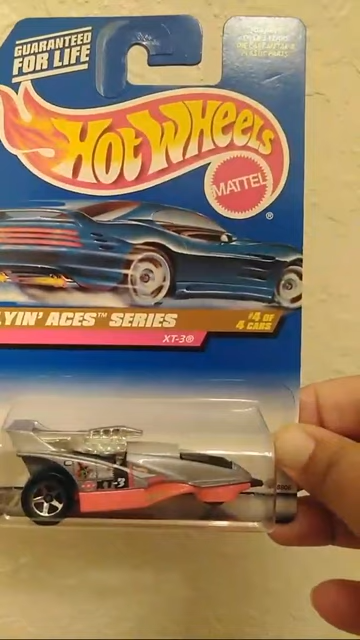 GUARANTEED
FOR LIFE
Hot Wheels
MATTEL
®
YIN' ACES™ SERIES
#4 OF
4 CARS
XT-3®
XT-3